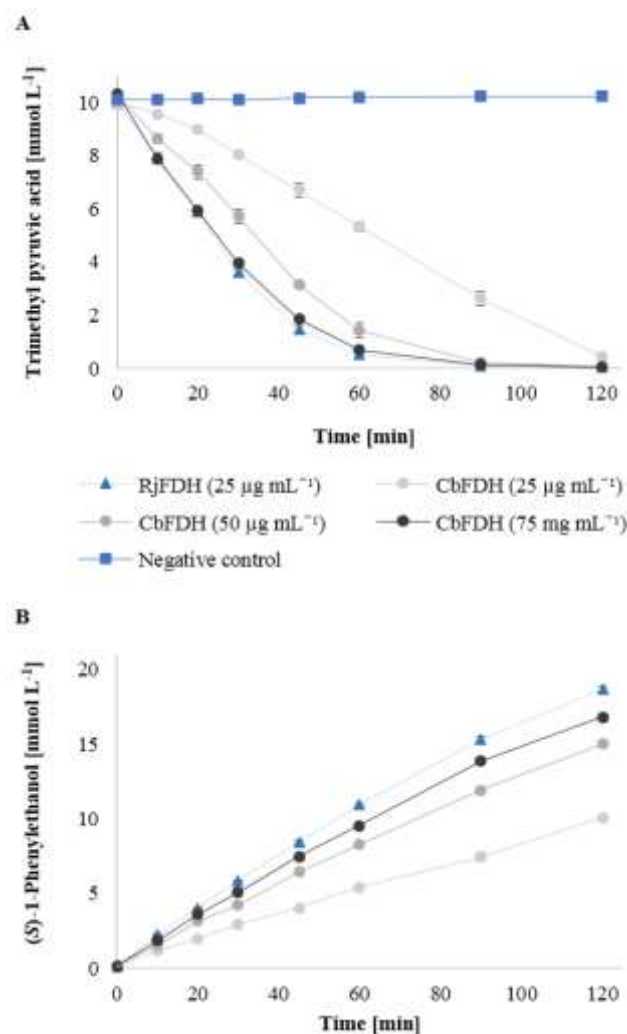 A
Trimethyl pyruvic acid [mmol L⁻¹]
10
8
6
4
2
0
0 20 40 60 80 100 120
Time [min]
RjFDH (25 µg mL⁻¹) CbFDH (25 µg mL⁻¹)
CbFDH (50 µg mL⁻¹) CbFDH (75 mg mL⁻¹)
Negative control
B
(S)-1-Phenylethanol [mmol L⁻¹]
20
15
10
5
0
0 20 40 60 80 100 120
Time [min]